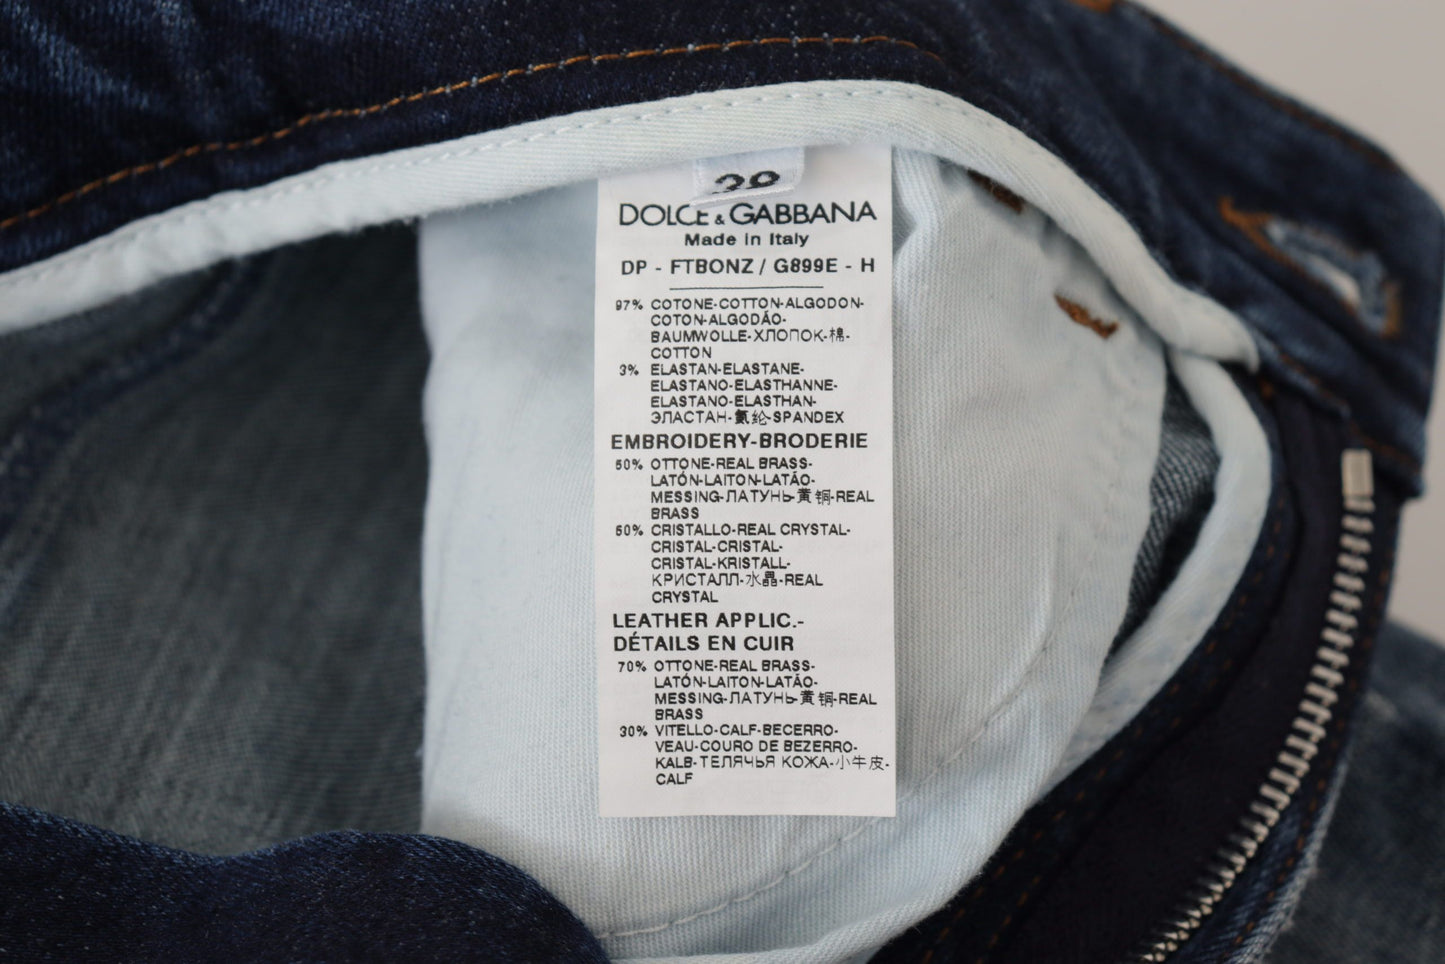 DOLCE & GABBANA
Made in Italy
DP - FTBONZ / G899E - H
97% COTONE-COTTON-ALGODON-
COTON-ALGODÃO-
BAUMWOLLE-ХЛОПОК-棉-
COTTON
3% ELASTAN-ELASTANE-
ELASTANO-ELASTHANNE-
ELASTANO-ELASTHAN-
ЭЛАСТАН-氨纶-SPANDEX
EMBROIDERY-BRODERIE
50% OTTONE-REAL BRASS-
LATÓN-LAITON-LATÃO-
MESSING-ЛАТУНЬ-黄铜-REAL
BRASS
50% CRISTALLO-REAL CRYSTAL-
CRISTAL-CRISTAL-
CRISTAL-KRISTALL-
КРИСТАЛЛ-水晶-REAL
CRYSTAL
LEATHER APPLIC.-
DÉTAILS EN CUIR
70% OTTONE-REAL BRASS-
LATÓN-LAITON-LATÃO-
MESSING-ЛАТУНЬ-黄铜-REAL
BRASS
30% VITELLO-CALF-BECERRO-
VEAU-COURO DE BEZERRO-
KALB-ТЕЛЯЧЬЯ КОЖА-小牛皮-
CALF